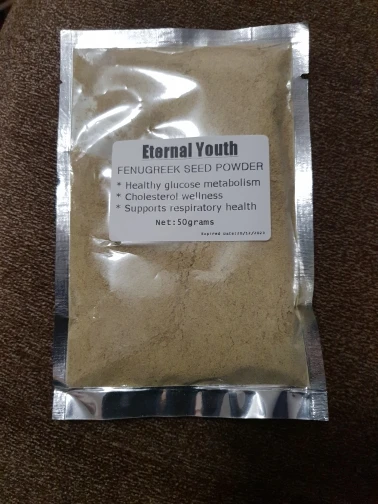 Eternal Youth
FENUGREEK SEED POWDER
* Healthy glucose metabolism
* Cholesterol wellness
* Supports respiratory health
Net:50grams